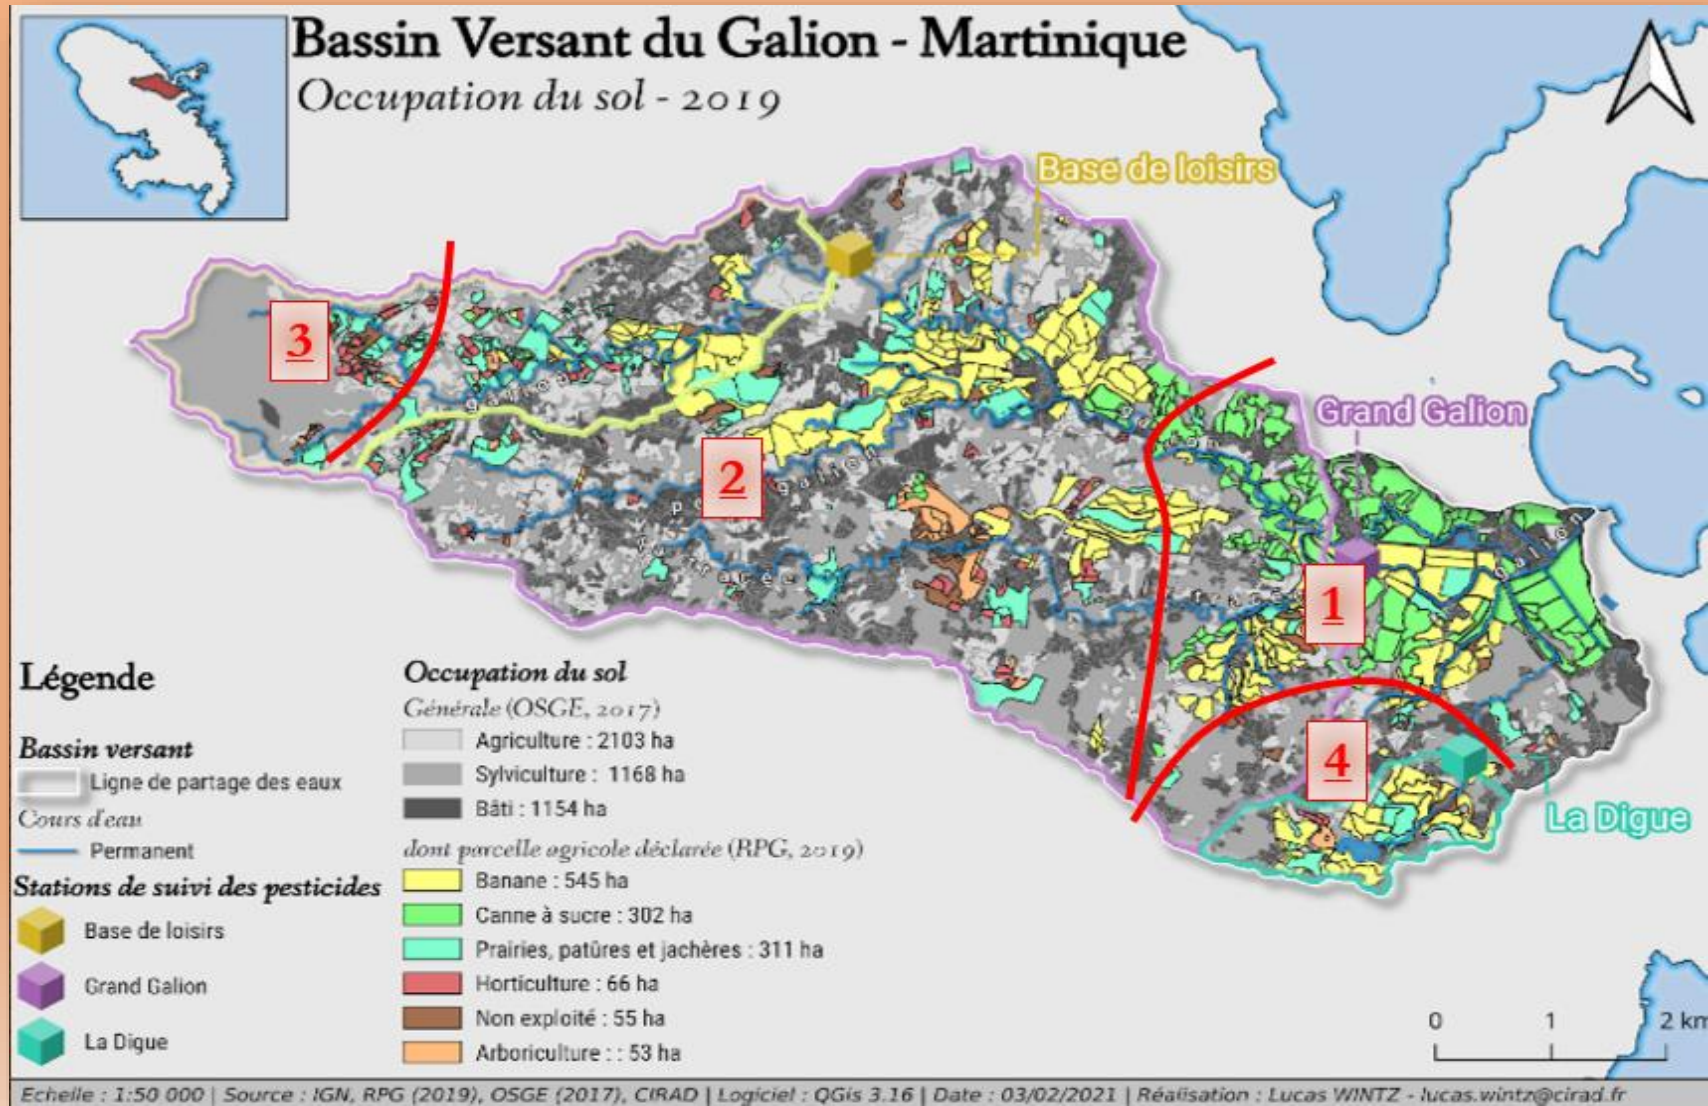 Bassin Versant du Galion - Martinique
Occupation du sol - 2019
Base de loisirs
3
galion
Grand Galion
galion
2
petit galion
galion
1
4
La Digue
Légende
Bassin versant
Ligne de partage des eaux
Cours d'eau
Permanent
Stations de suivi des pesticides
Base de loisirs
Grand Galion
La Digue
Occupation du sol
Générale (OSGE, 2017)
Agriculture : 2103 ha
Sylviculture : 1168 ha
Bâti : 1154 ha
dont parcelle agricole déclarée (RPG, 2019)
Banane : 545 ha
Canne à sucre : 302 ha
Prairies, patûres et jachères : 311 ha
Horticulture : 66 ha
Non exploité : 55 ha
Arboriculture : : 53 ha
0 1 2 km
Echelle : 1:50 000 | Source : IGN, RPG (2019), OSGE (2017), CIRAD | Logiciel : QGis 3.16 | Date : 03/02/2021 | Réalisation : Lucas WINTZ - lucas.wintz@cirad.fr